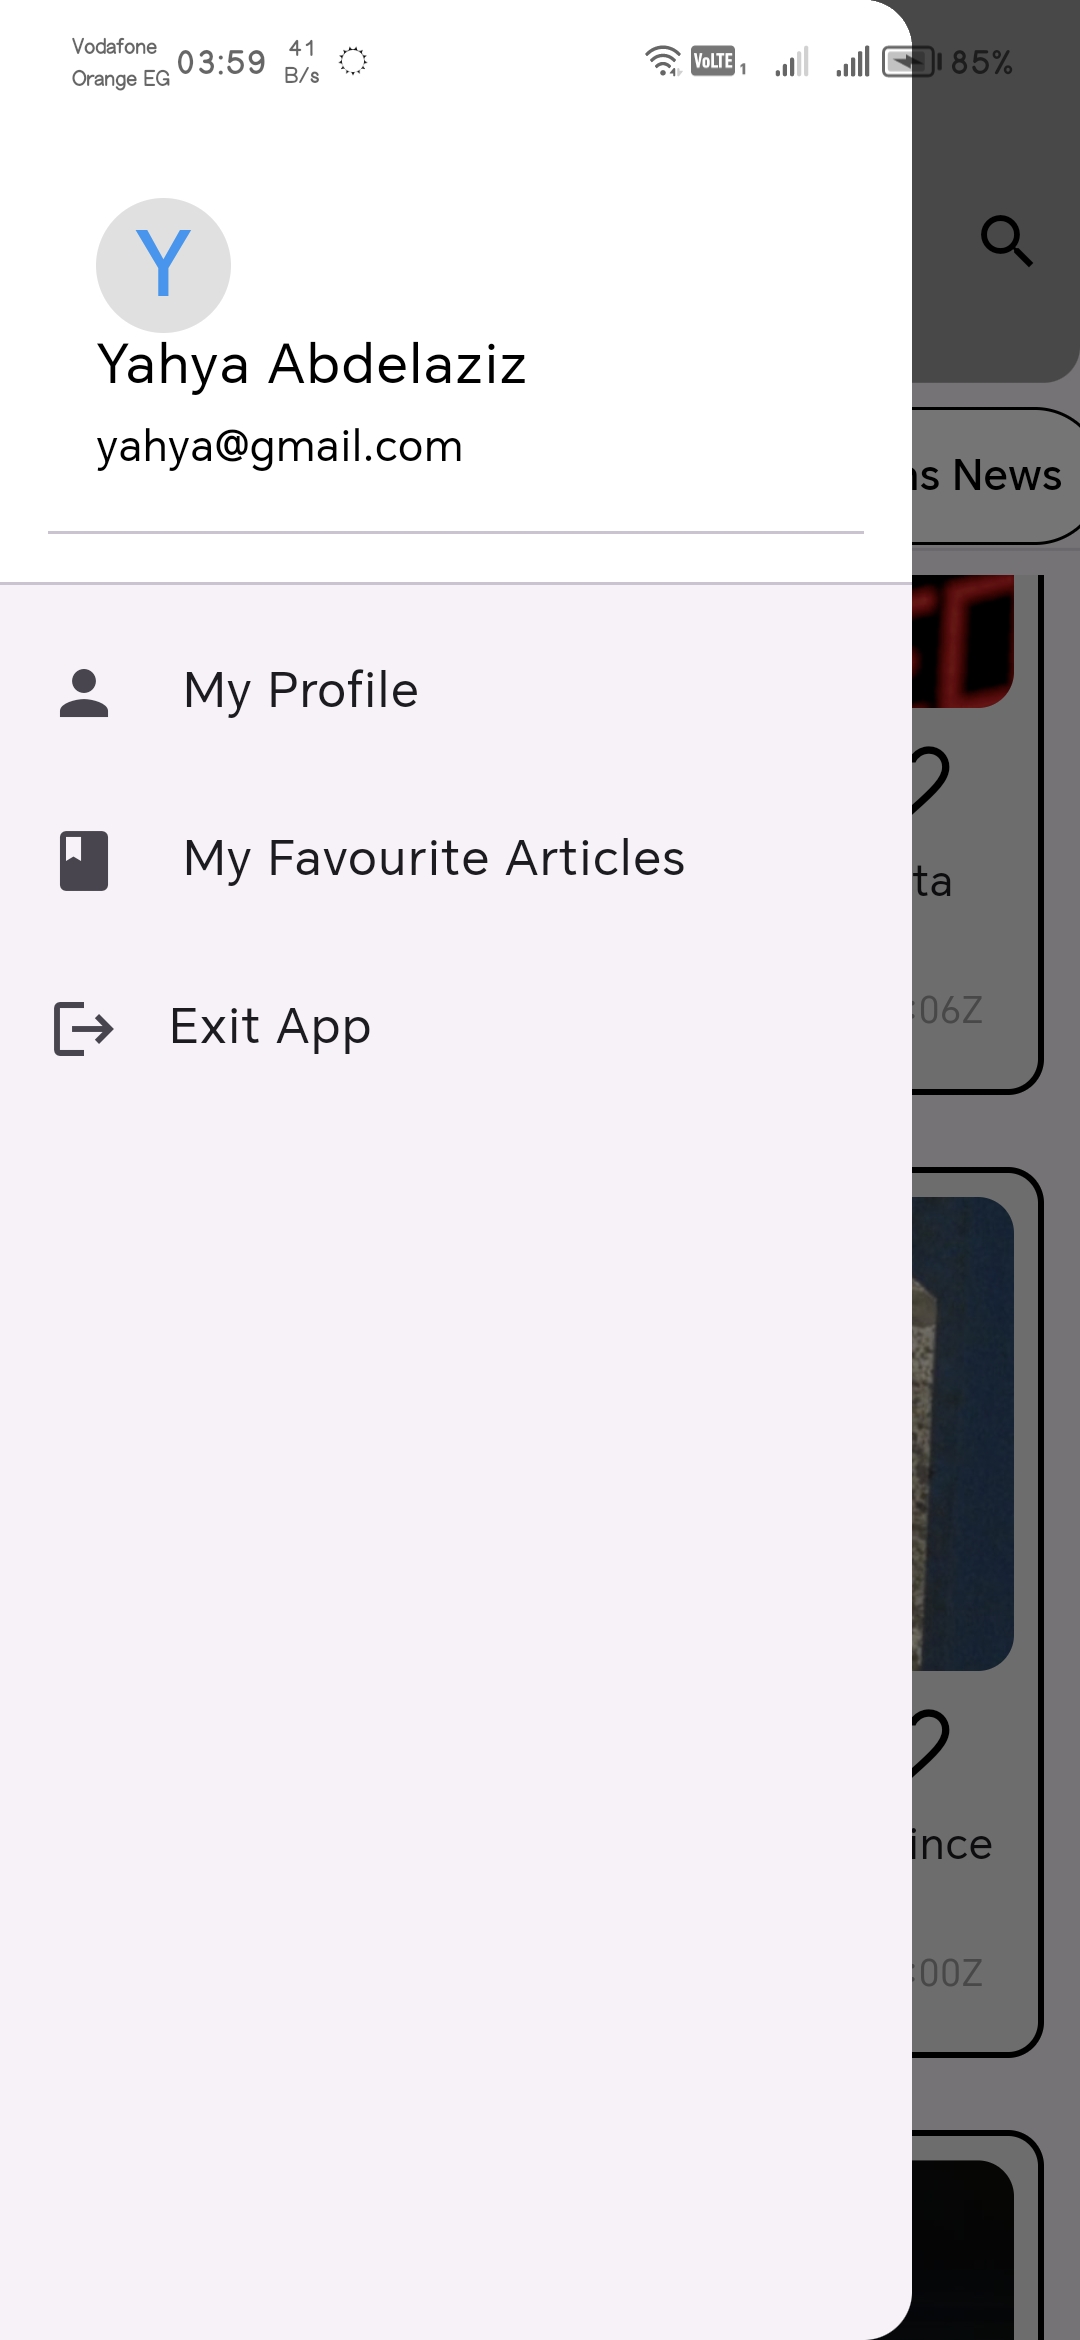 Vodafone
Orange EG
03:59
41
B/s
VoLTE 1
85%
Y
Yahya Abdelaziz
yahya@gmail.com
News
My Profile
My Favourite Articles
ta
:06Z
Exit App
ince
:00Z